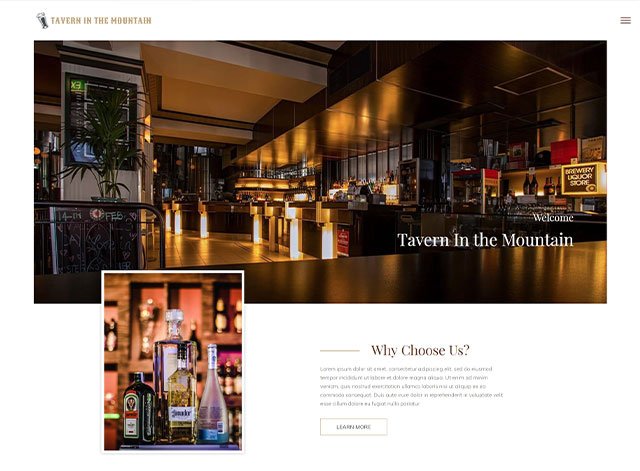 TAVERN IN THE MOUNTAIN
BREWERY
LIQUOR
STORE
Welcome
Tavern In the Mountain
Why Choose Us?
Lorem ipsum dolor sit amet, consectetur adipiscing elit, sed do eiusmod
tempor incididunt ut labore et dolore magna aliqua. Ut enim ad minim
veniam, quis nostrud exercitation ullamco laboris nisi ut aliquip ex ea
commodo consequat. Duis aute irure dolor in reprehenderit in voluptate velit
esse cillum dolore eu fugiat nulla pariatur.
LEARN MORE